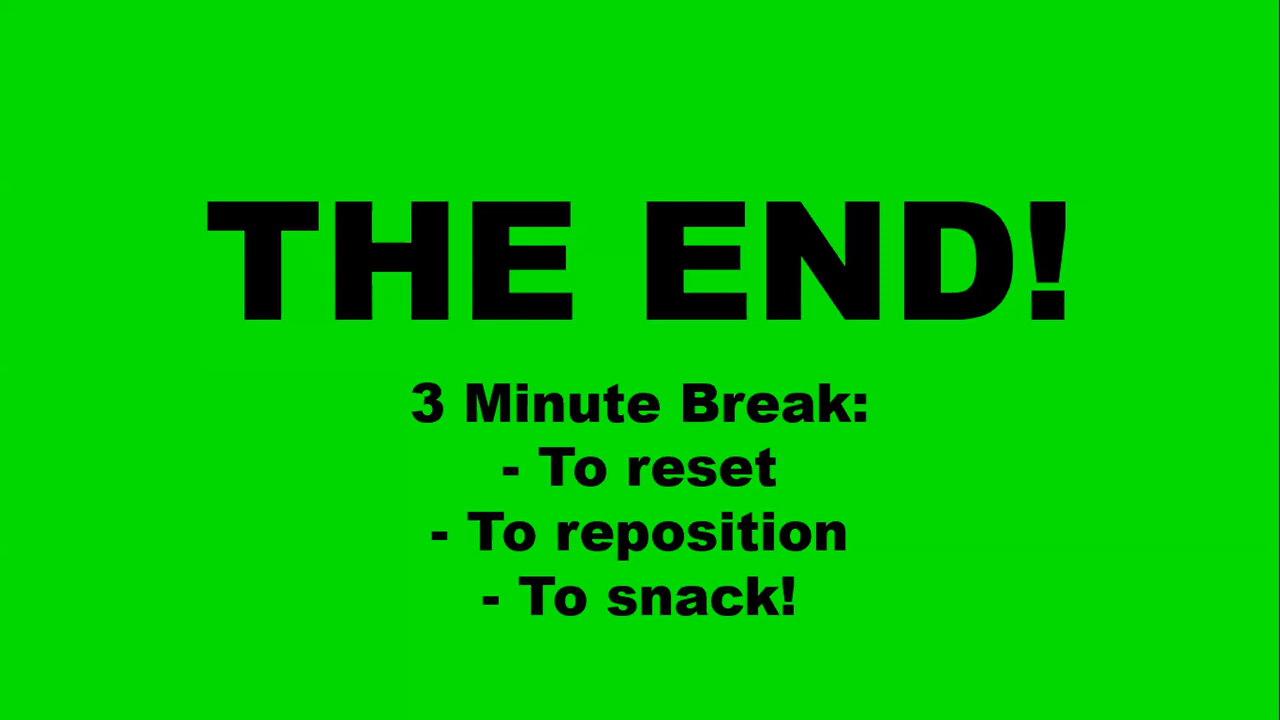 THE END!
3 Minute Break:
- To reset
- To reposition
- To snack!